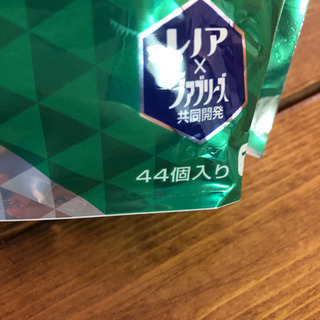 レノア
×
ファブリーズ
共同開発
44個入り